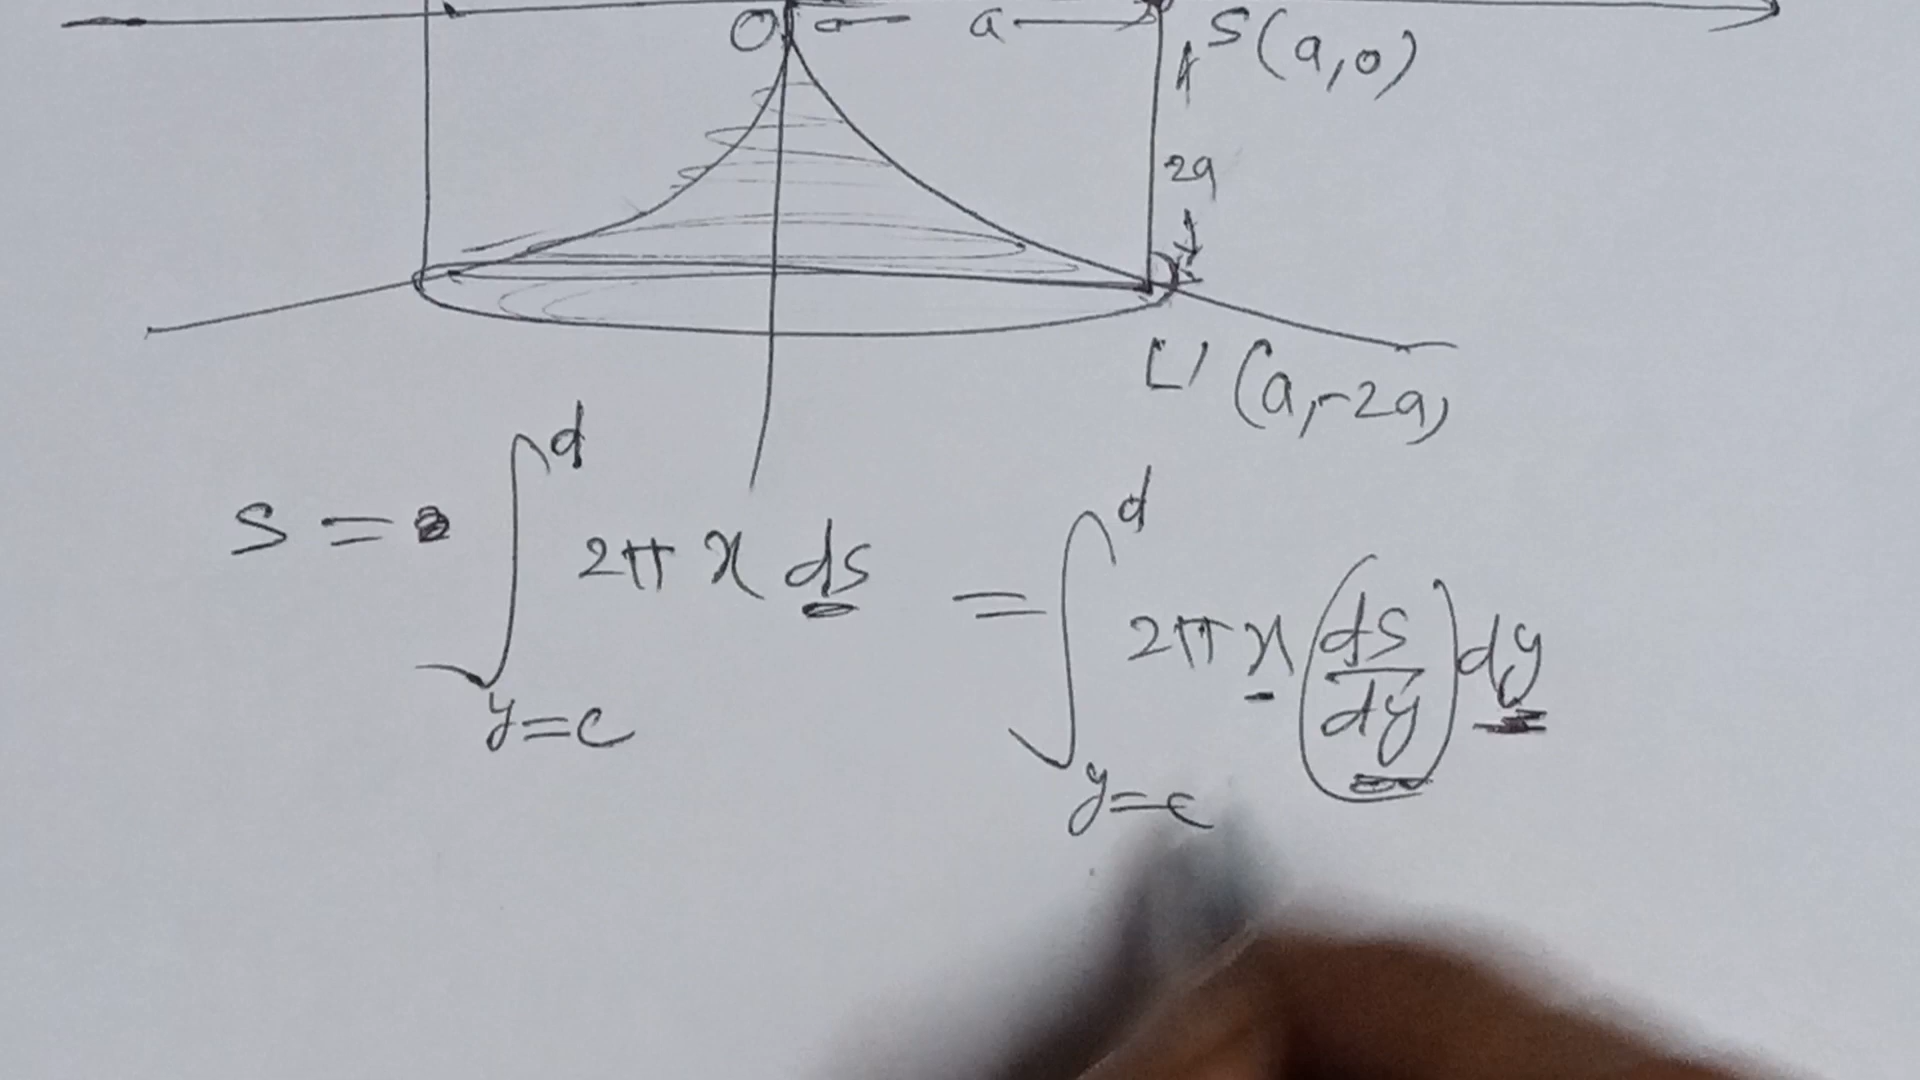 O a S(a,0)
2a
L' (a,-2a)
S = ∫_{y=c}^{d} 2π x ds = ∫_{y=c}^{d} 2π x (ds/dy) dy